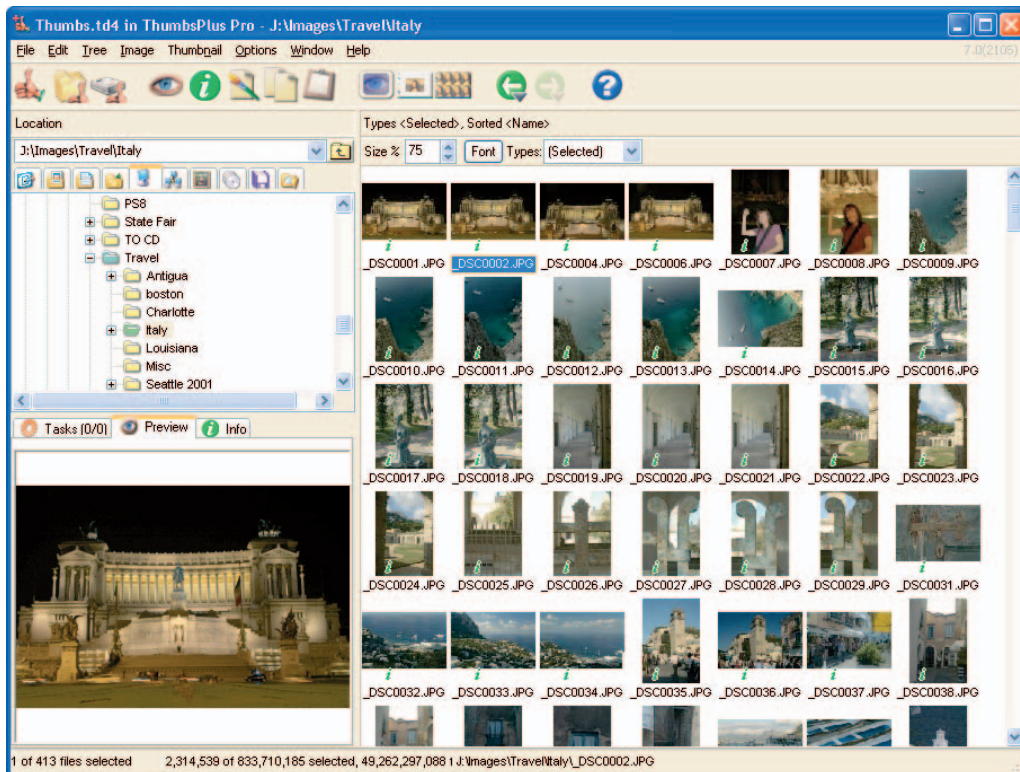 Thumbs.td4 in ThumbsPlus Pro - J:\Images\Travel\Italy
File Edit Tree Image Thumbnail Options Window Help
7.0(2105)
Location
Types <Selected>, Sorted <Name>
J:\Images\Travel\Italy
Size % 75 Font Types: (Selected)
PS8
State Fair
TO CD
Travel
Antigua
boston
Charlotte
Italy
Louisiana
Misc
Seattle 2001
Tasks (0/0) Preview Info
_DSC0001.JPG _DSC0002.JPG _DSC0004.JPG _DSC0006.JPG _DSC0007.JPG _DSC0008.JPG _DSC0009.JPG
_DSC0010.JPG _DSC0011.JPG _DSC0012.JPG _DSC0013.JPG _DSC0014.JPG _DSC0015.JPG _DSC0016.JPG
_DSC0017.JPG _DSC0018.JPG _DSC0019.JPG _DSC0020.JPG _DSC0021.JPG _DSC0022.JPG _DSC0023.JPG
_DSC0024.JPG _DSC0025.JPG _DSC0026.JPG _DSC0027.JPG _DSC0028.JPG _DSC0029.JPG _DSC0031.JPG
_DSC0032.JPG _DSC0033.JPG _DSC0034.JPG _DSC0035.JPG _DSC0036.JPG _DSC0037.JPG _DSC0038.JPG
1 of 413 files selected 2,314,539 of 833,710,185 selected, 49,262,297,088 J:\Images\Travel\Italy\_DSC0002.JPG